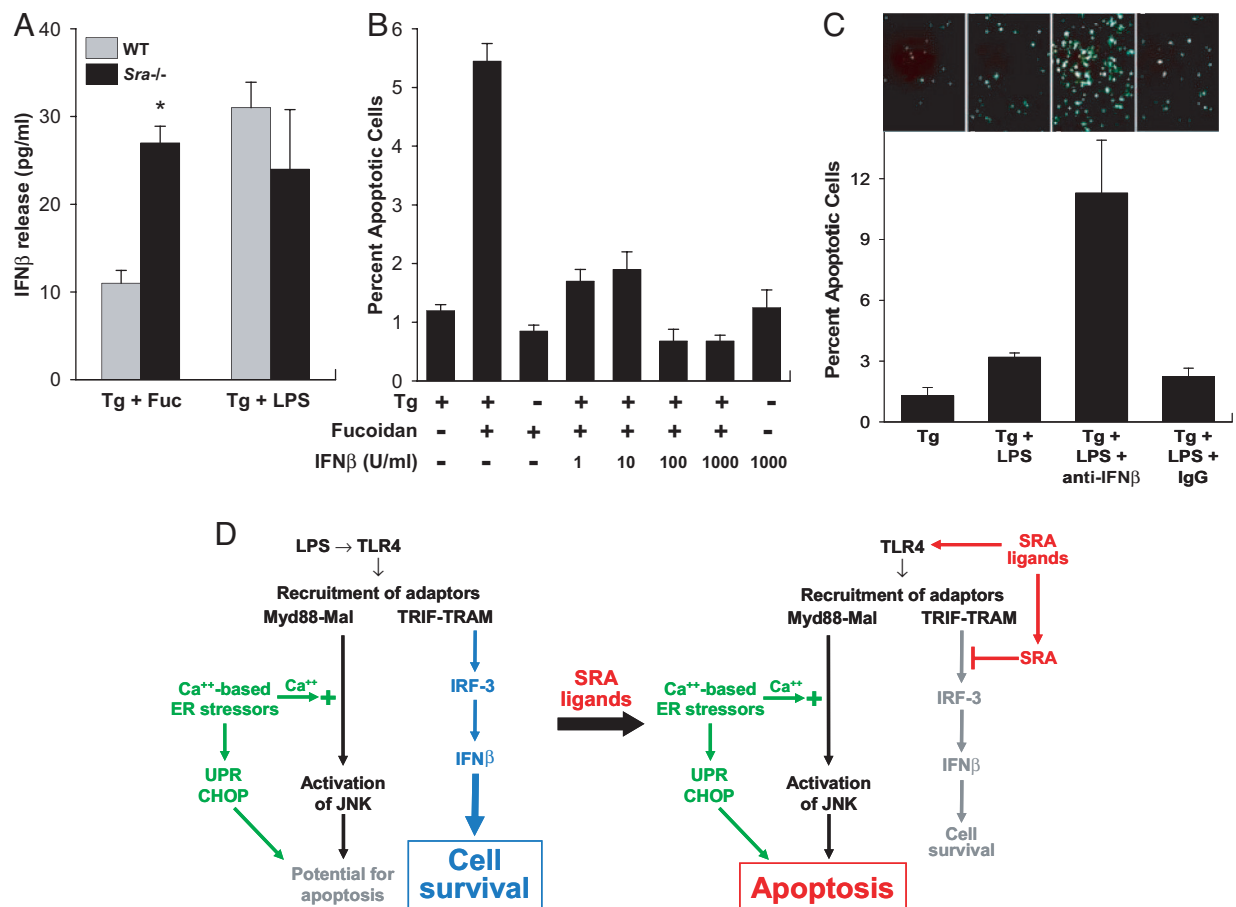 A
IFNβ release (pg/ml)
40
30
20
10
0
WT
Sra-/-
*
Tg + Fuc
Tg + LPS
B
Percent Apoptotic Cells
6
5
4
3
2
1
0
Tg + + - + + + + -
Fucoidan - + + + + + + -
IFNβ (U/ml) - - - 1 10 100 1000 1000
C
Percent Apoptotic Cells
12
9
6
3
0
Tg
Tg +
LPS
Tg +
LPS +
anti-IFNβ
Tg +
LPS +
IgG
D
LPS → TLR4
↓
Recruitment of adaptors
Myd88-Mal
TRIF-TRAM
Ca++-based
ER stressors
Ca++
+
UPR
CHOP
Activation
of JNK
Potential for
apoptosis
IRF-3
IFNβ
Cell
survival
SRA
ligands
TLR4
↓
SRA
ligands
Recruitment of adaptors
Myd88-Mal
TRIF-TRAM
SRA
Ca++-based
ER stressors
Ca++
+
UPR
CHOP
Activation
of JNK
Apoptosis
IRF-3
IFNβ
Cell
survival